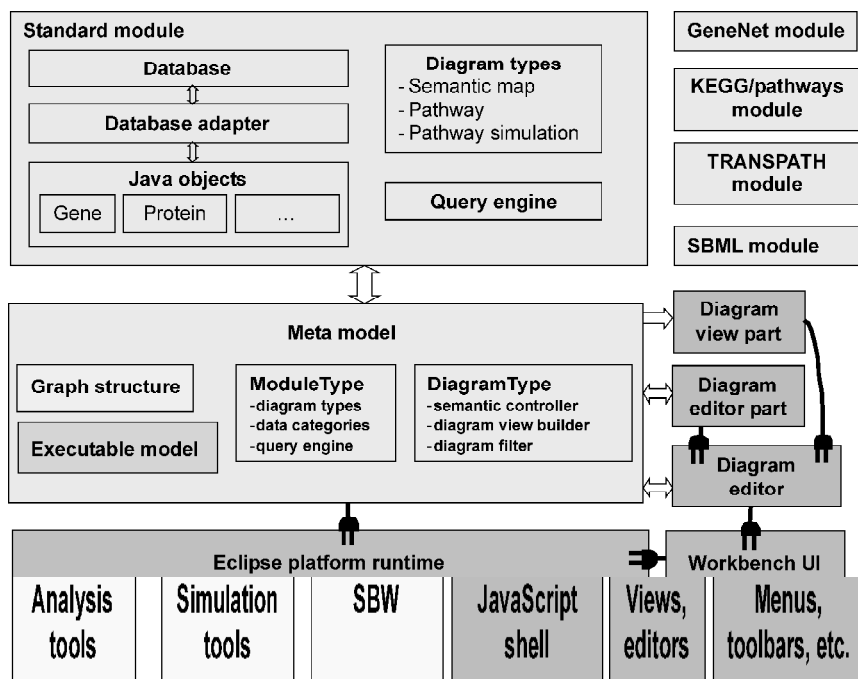 Standard module
Database
Database adapter
Java objects
Gene
Protein
...
Diagram types
- Semantic map
- Pathway
- Pathway simulation
Query engine
GeneNet module
KEGG/pathways
module
TRANSPATH
module
SBML module
Meta model
Graph structure
Executable model
ModuleType
-diagram types
-data categories
-query engine
DiagramType
-semantic controller
-diagram view builder
-diagram filter
Diagram
view part
Diagram
editor part
Diagram
editor
Eclipse platform runtime
Workbench UI
Analysis
tools
Simulation
tools
SBW
JavaScript
shell
Views,
editors
Menus,
toolbars, etc.